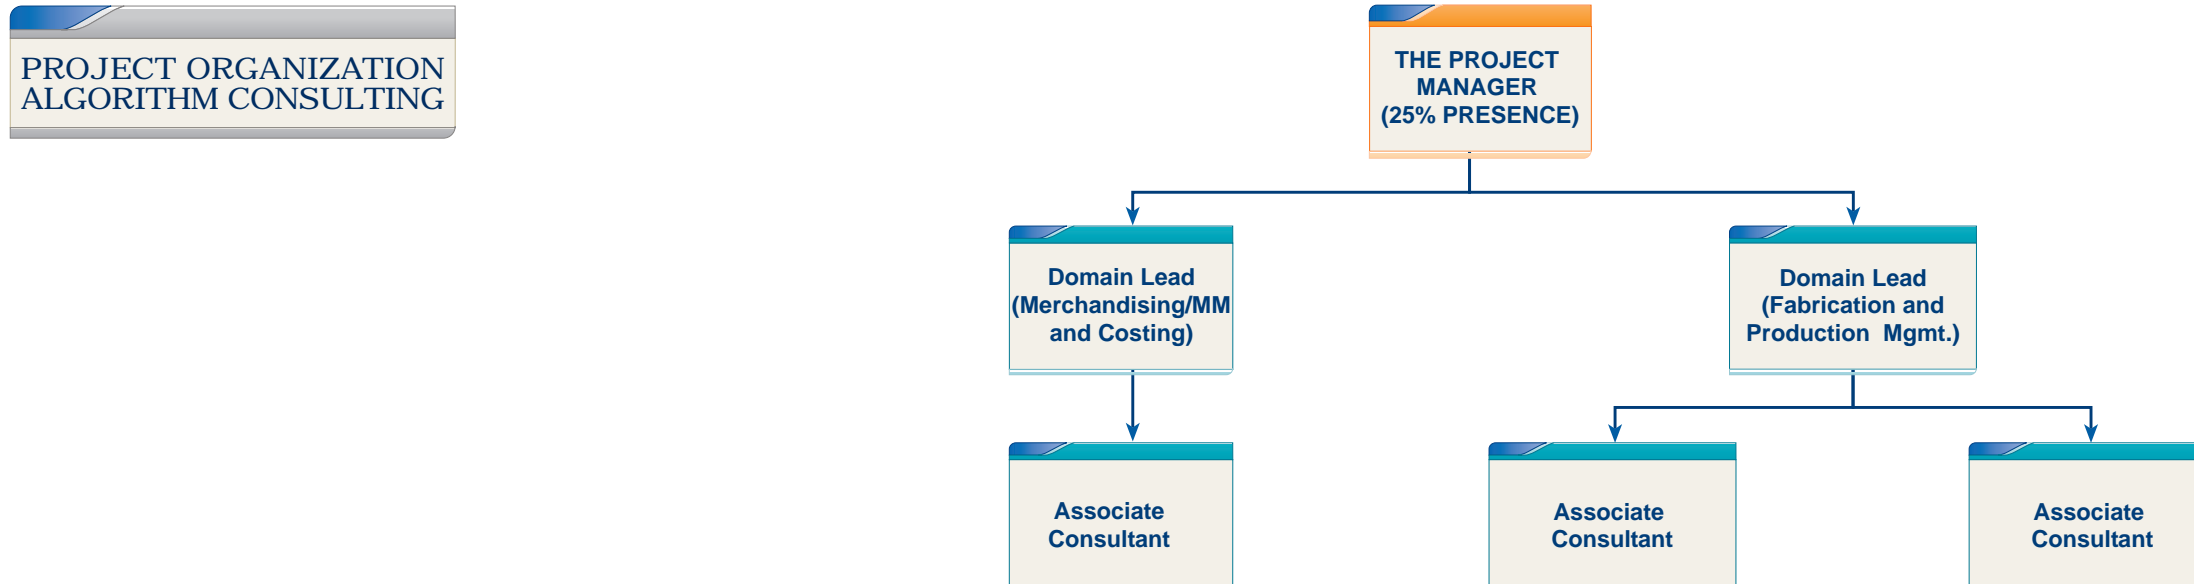 PROJECT ORGANIZATION
ALGORITHM CONSULTING
THE PROJECT
MANAGER
(25% PRESENCE)
Domain Lead
(Merchandising/MM
and Costing)
Domain Lead
(Fabrication and
Production Mgmt.)
Associate
Consultant
Associate
Consultant
Associate
Consultant